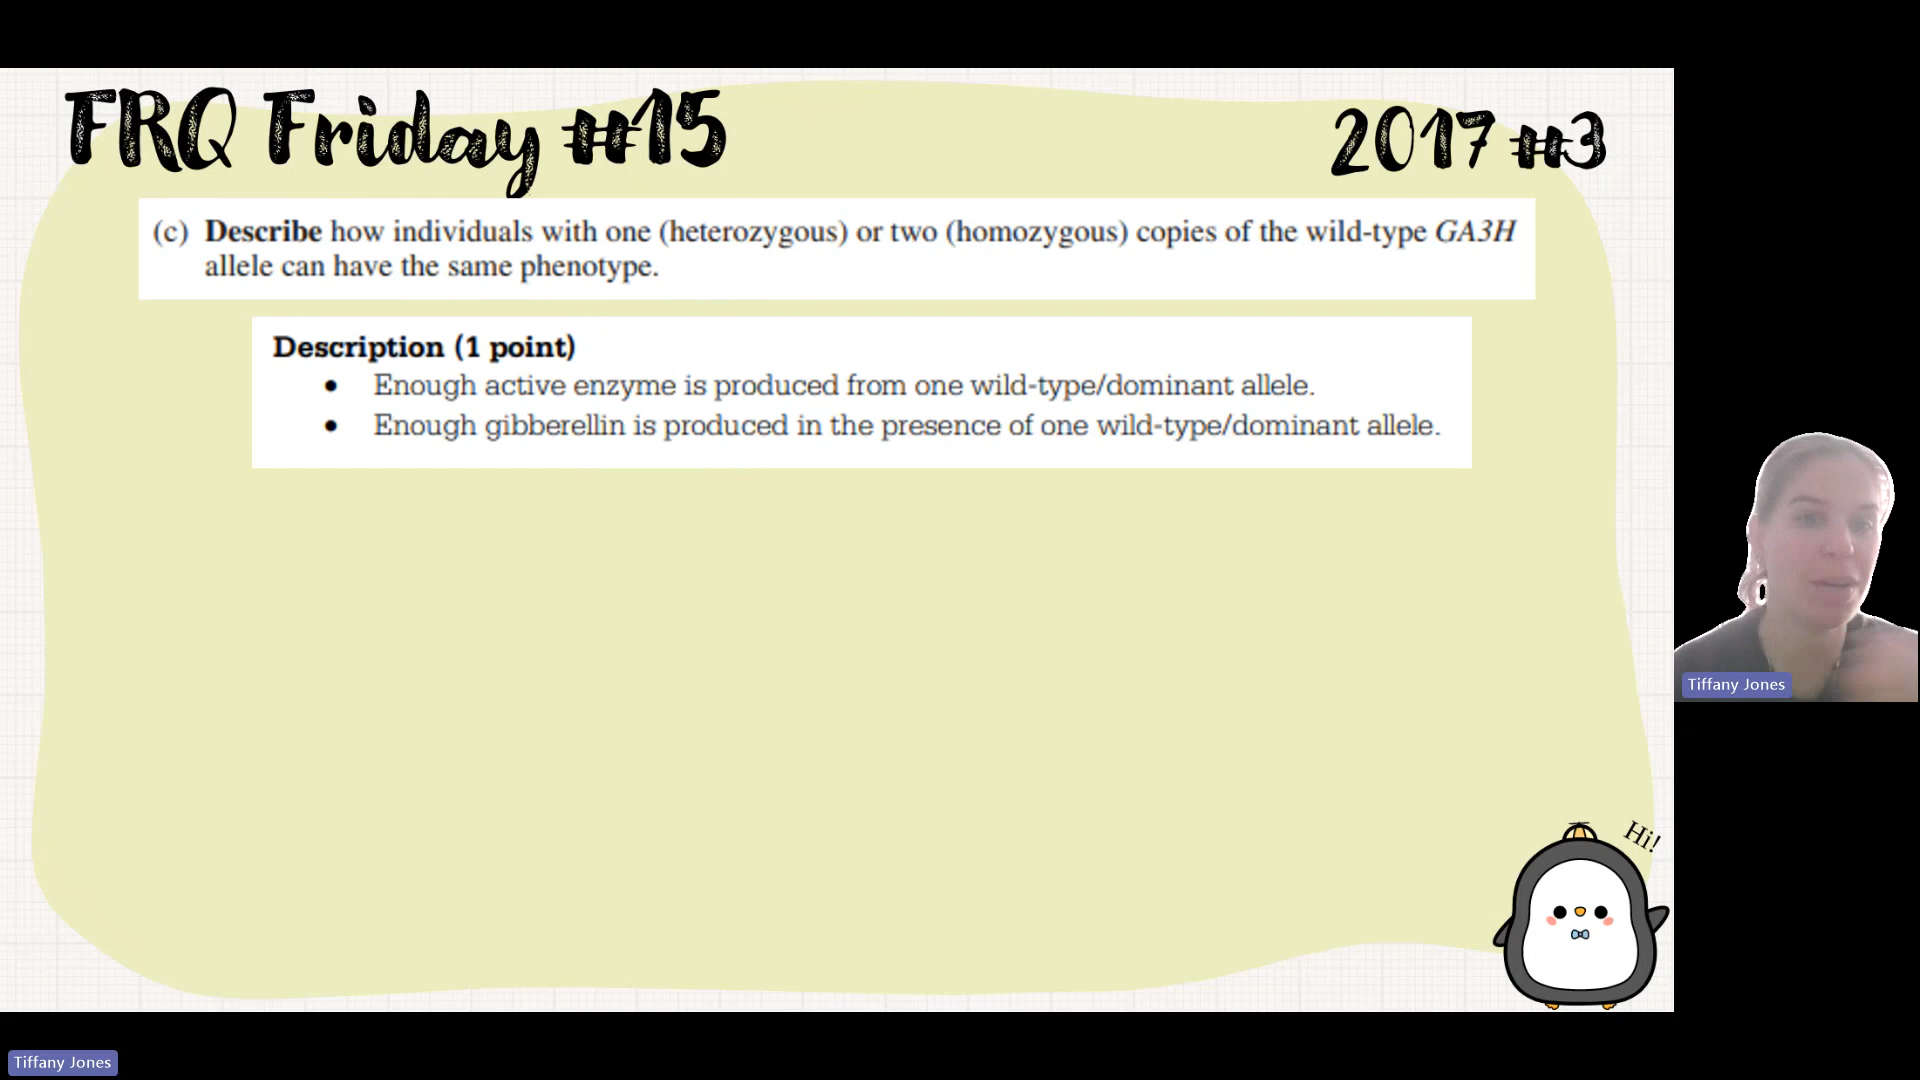 FRQ Friday #15
2017 #3
(c) Describe how individuals with one (heterozygous) or two (homozygous) copies of the wild-type GA3H
allele can have the same phenotype.
Description (1 point)
• Enough active enzyme is produced from one wild-type/dominant allele.
• Enough gibberellin is produced in the presence of one wild-type/dominant allele.
Tiffany Jones
Hi!
Tiffany Jones